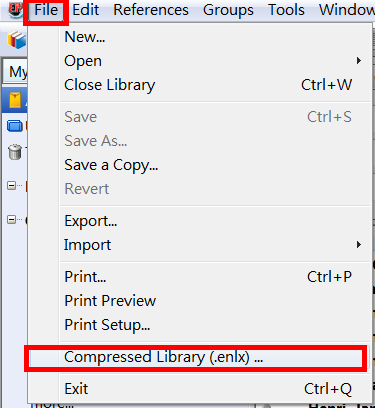 File Edit References Groups Tools Window
New...
Open
Close Library Ctrl+W
Save Ctrl+S
Save As...
Save a Copy...
Revert
Export...
Import
Print... Ctrl+P
Print Preview
Print Setup...
Compressed Library (.enlx) ...
Exit Ctrl+Q
more...